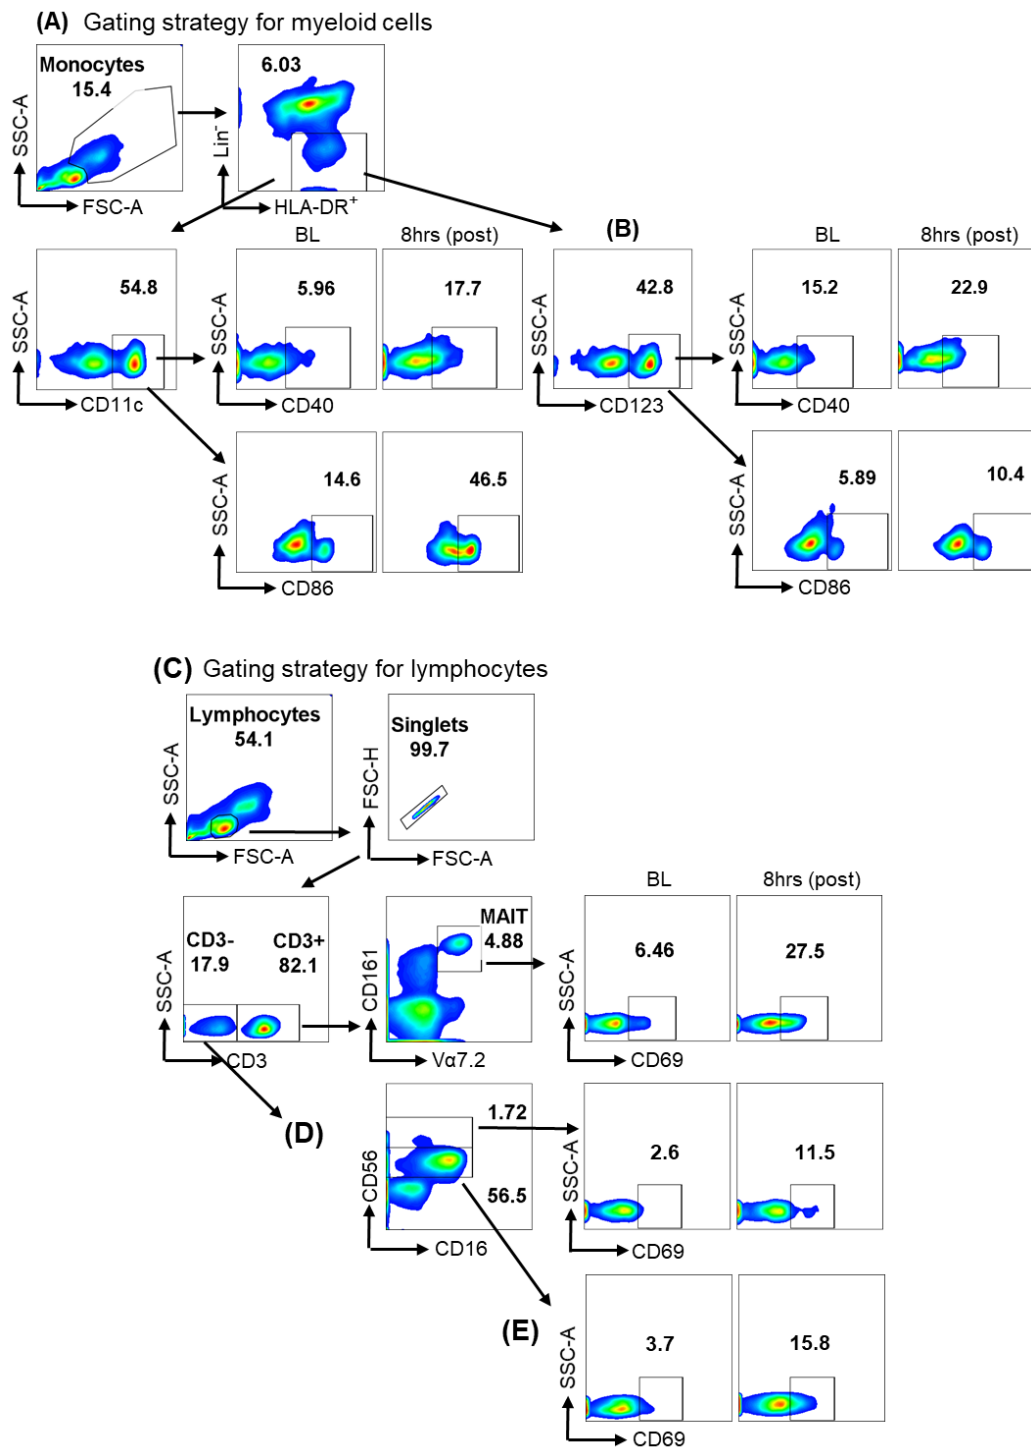 (A) Gating strategy for myeloid cells
Monocytes
15.4
SSC-A
FSC-A
6.03
Lin⁻
HLA-DR⁺
(B)
BL
8hrs (post)
BL
8hrs (post)
54.8
SSC-A
CD11c
5.96
17.7
SSC-A
CD40
42.8
SSC-A
CD123
15.2
22.9
SSC-A
CD40
14.6
46.5
SSC-A
CD86
5.89
10.4
SSC-A
CD86
(C) Gating strategy for lymphocytes
Lymphocytes
54.1
SSC-A
FSC-A
Singlets
99.7
FSC-H
FSC-A
BL
8hrs (post)
CD3-
17.9
CD3+
82.1
SSC-A
CD3
MAIT
4.88
CD161
Vα7.2
6.46
27.5
SSC-A
CD69
(D)
1.72
56.5
CD56
CD16
2.6
11.5
SSC-A
CD69
(E)
3.7
15.8
SSC-A
CD69